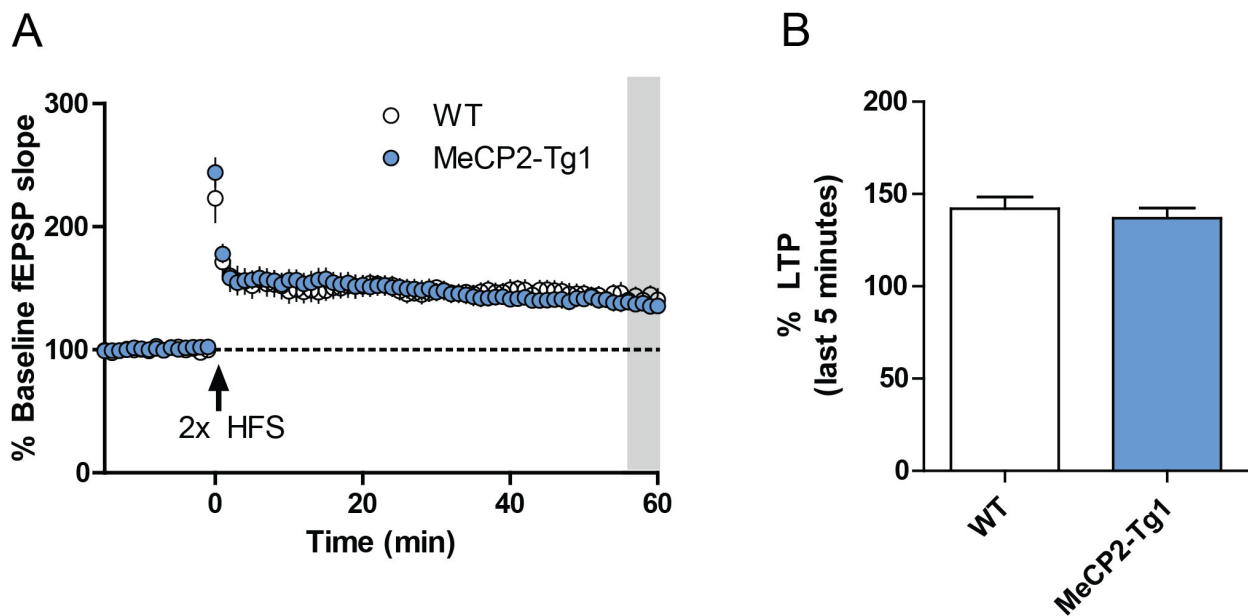 A
% Baseline fEPSP slope
300
200
100
0
WT
MeCP2-Tg1
2x HFS
0
20
40
60
Time (min)
B
% LTP
(last 5 minutes)
200
150
100
50
0
WT
MeCP2-Tg1